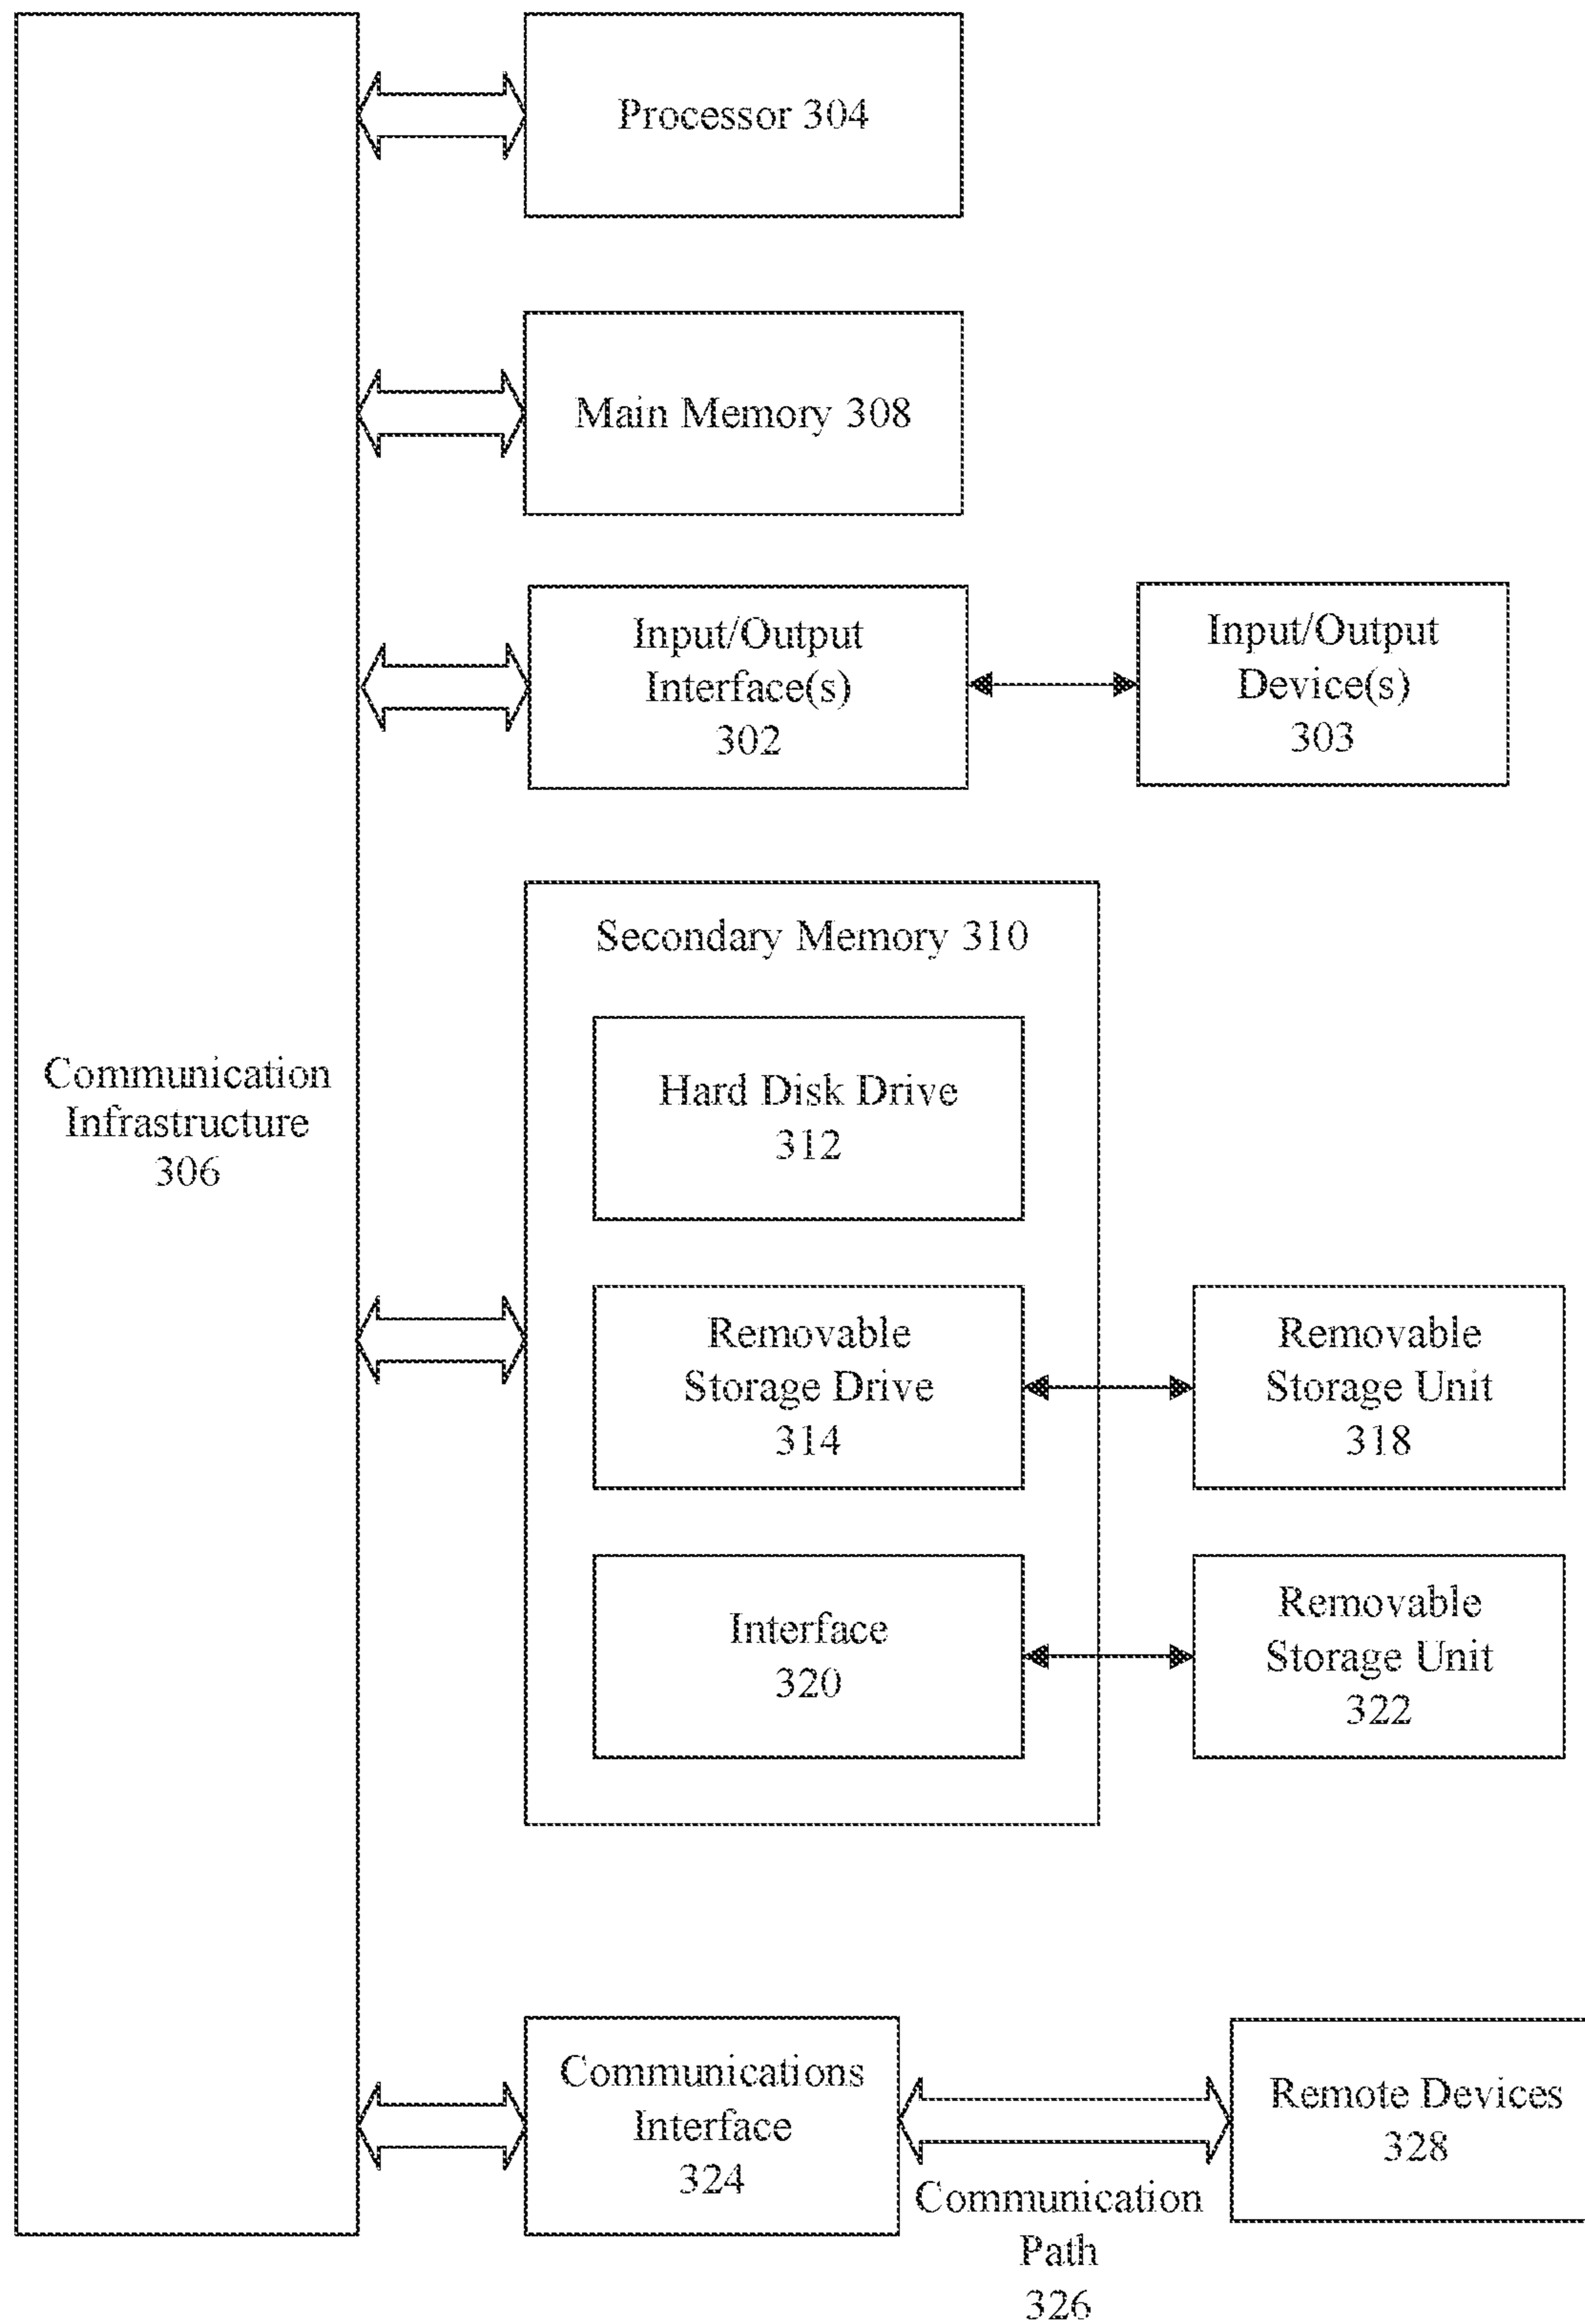 Processor 304
Main Memory 308
Input/Output
Interface(s)
302
Input/Output
Device(s)
303
Secondary Memory 310
Hard Disk Drive
312
Communication
Infrastructure
306
Removable
Storage Drive
314
Removable
Storage Unit
318
Interface
320
Removable
Storage Unit
322
Communications
Interface
324
Remote Devices
328
Communication
Path
326